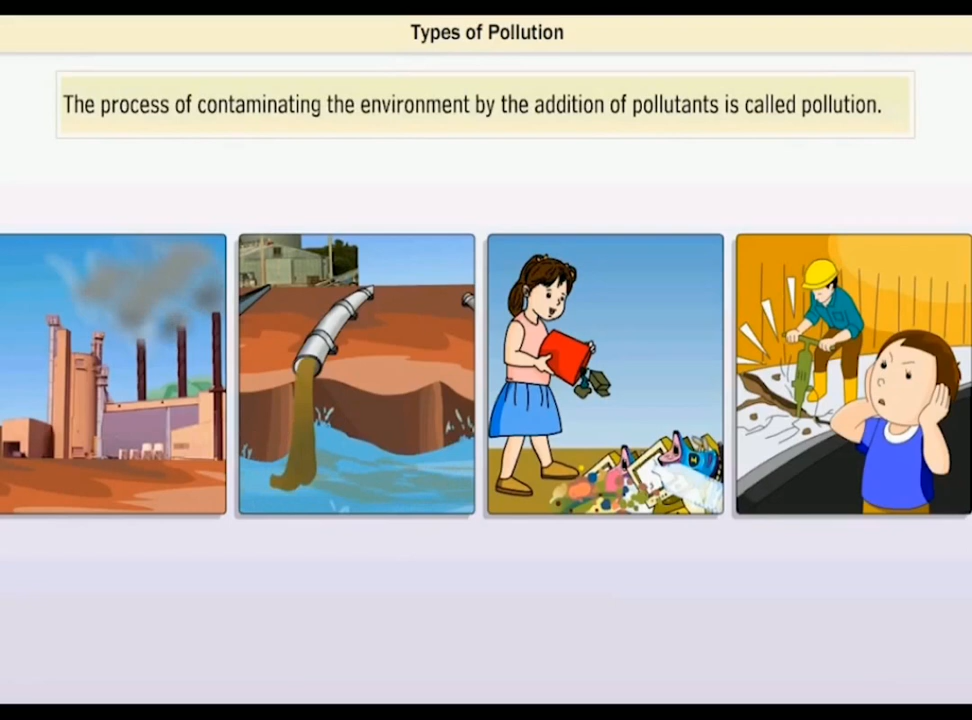 Types of Pollution
The process of contaminating the environment by the addition of pollutants is called pollution.